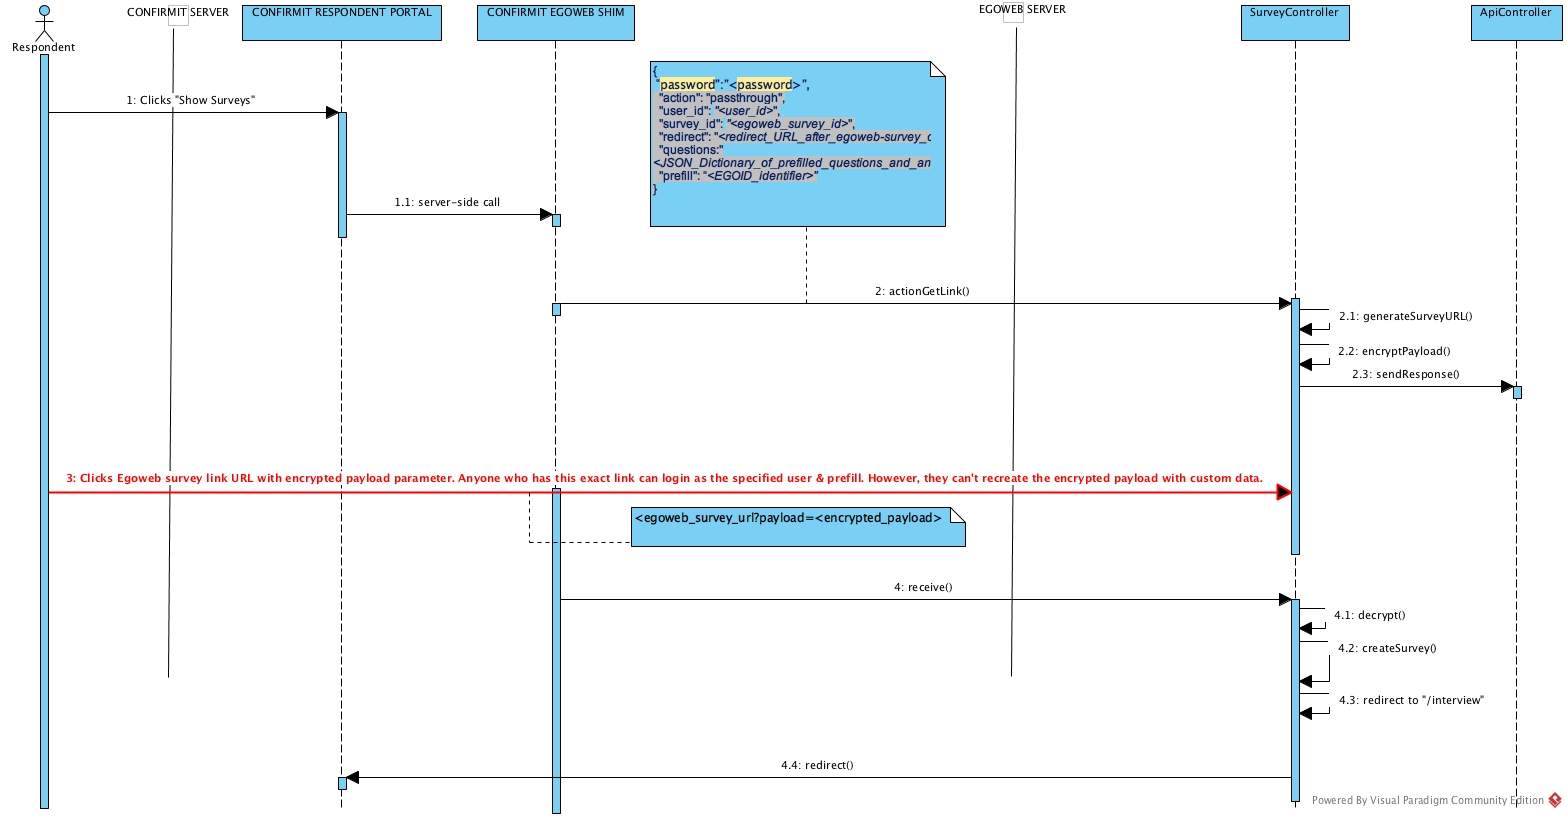 CONFIRMIT SERVER
CONFIRMIT RESPONDENT PORTAL
CONFIRMIT EGOWEB SHIM
EGOWEB SERVER
SurveyController
ApiController
Respondent
{
"password":"<password>",
"action": "passthrough",
"user_id": "<user_id>",
"survey_id": "<egoweb_survey_id>",
"redirect": "<redirect_URL_after_egoweb-survey_c
"questions:"
<JSON_Dictionary_of_prefilled_questions_and_an
"prefill": "<EGOID_identifier>"
}
1: Clicks "Show Surveys"
1.1: server-side call
2: actionGetLink()
2.1: generateSurveyURL()
2.2: encryptPayload()
2.3: sendResponse()
3: Clicks Egoweb survey link URL with encrypted payload parameter. Anyone who has this exact link can login as the specified user & prefill. However, they can't recreate the encrypted payload with custom data.
<egoweb_survey_url?payload=<encrypted_payload>
4: receive()
4.1: decrypt()
4.2: createSurvey()
4.3: redirect to "/interview"
4.4: redirect()
Powered By Visual Paradigm Community Edition